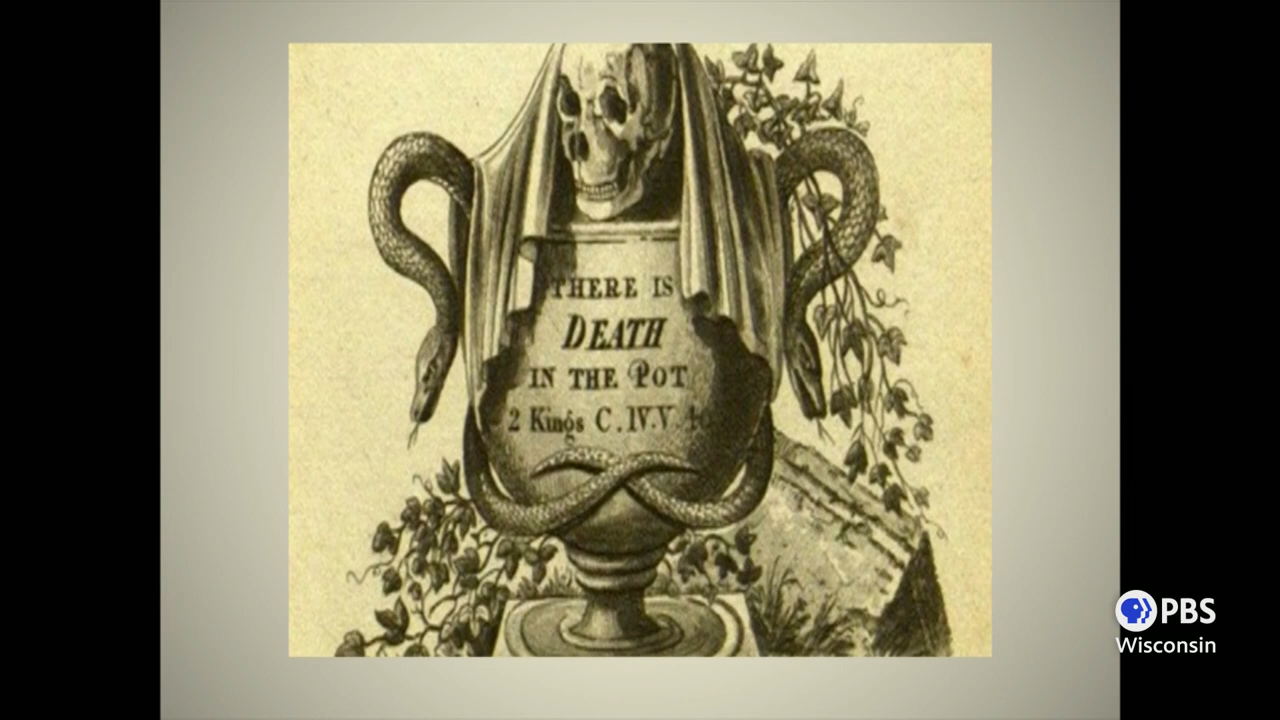 THERE IS
DEATH
IN THE POT
2 Kings C. IV. V.
PBS
Wisconsin